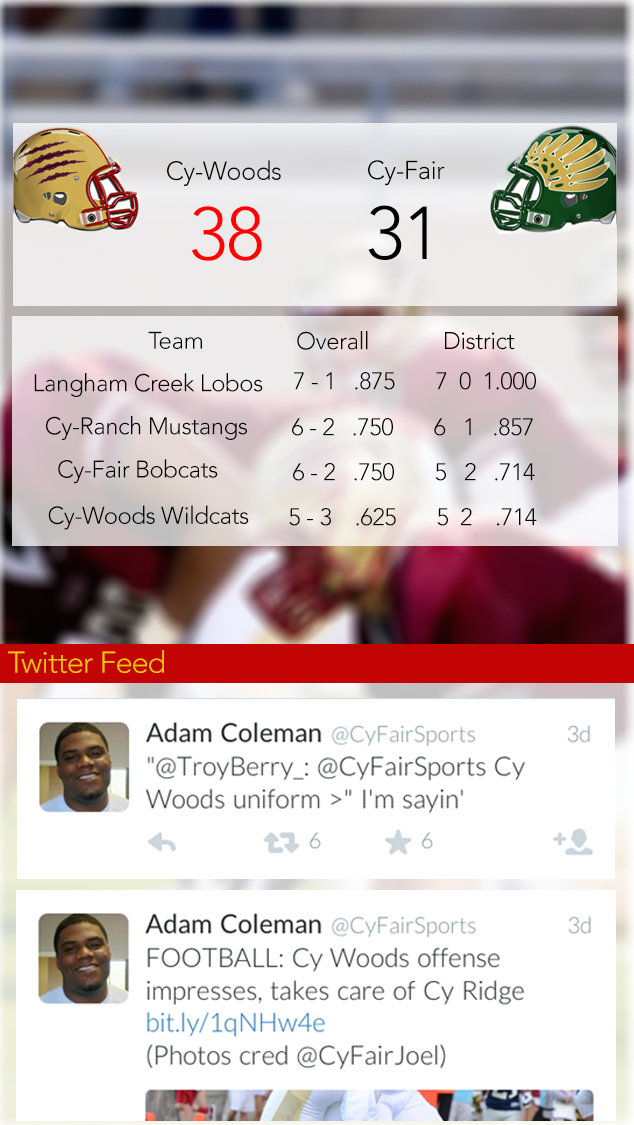 Cy-Woods Cy-Fair
38 31
Team Overall District
Langham Creek Lobos 7 - 1 .875 7 0 1.000
Cy-Ranch Mustangs 6 - 2 .750 6 1 .857
Cy-Fair Bobcats 6 - 2 .750 5 2 .714
Cy-Woods Wildcats 5 - 3 .625 5 2 .714
Twitter Feed
Adam Coleman @CyFairSports 3d
"@TroyBerry_: @CyFairSports Cy
Woods uniform >" I'm sayin'
6 6
Adam Coleman @CyFairSports 3d
FOOTBALL: Cy Woods offense
impresses, takes care of Cy Ridge
bit.ly/1qNHw4e
(Photos cred @CyFairJoel)